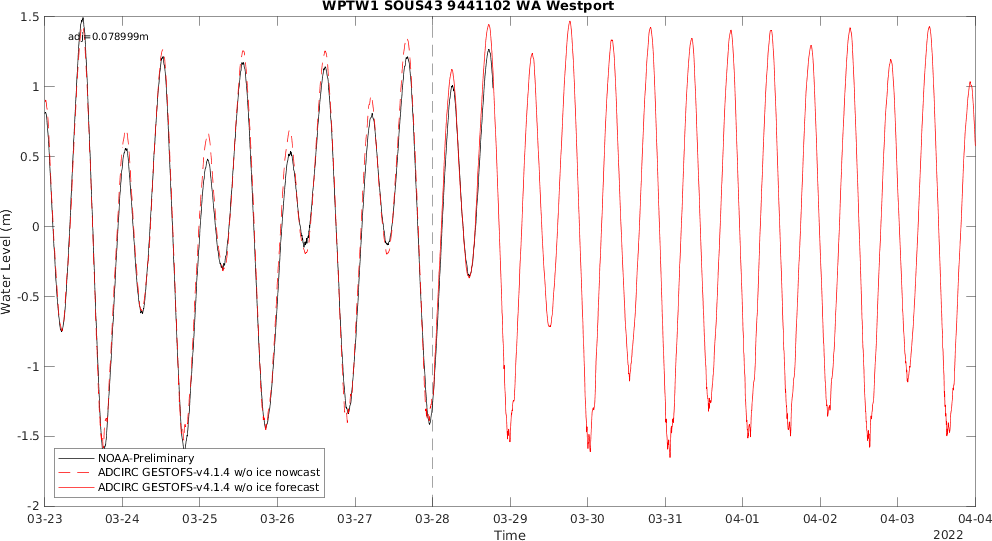 WPTW1 SOUS43 9441102 WA Westport
adj=0.078999m
1.5
1
0.5
0
-0.5
-1
-1.5
-2
Water Level (m)
NOAA-Preliminary
ADCIRC GESTOFS-v4.1.4 w/o ice nowcast
ADCIRC GESTOFS-v4.1.4 w/o ice forecast
03-23 03-24 03-25 03-26 03-27 03-28 03-29 03-30 03-31 04-01 04-02 04-03 04-04
Time
2022